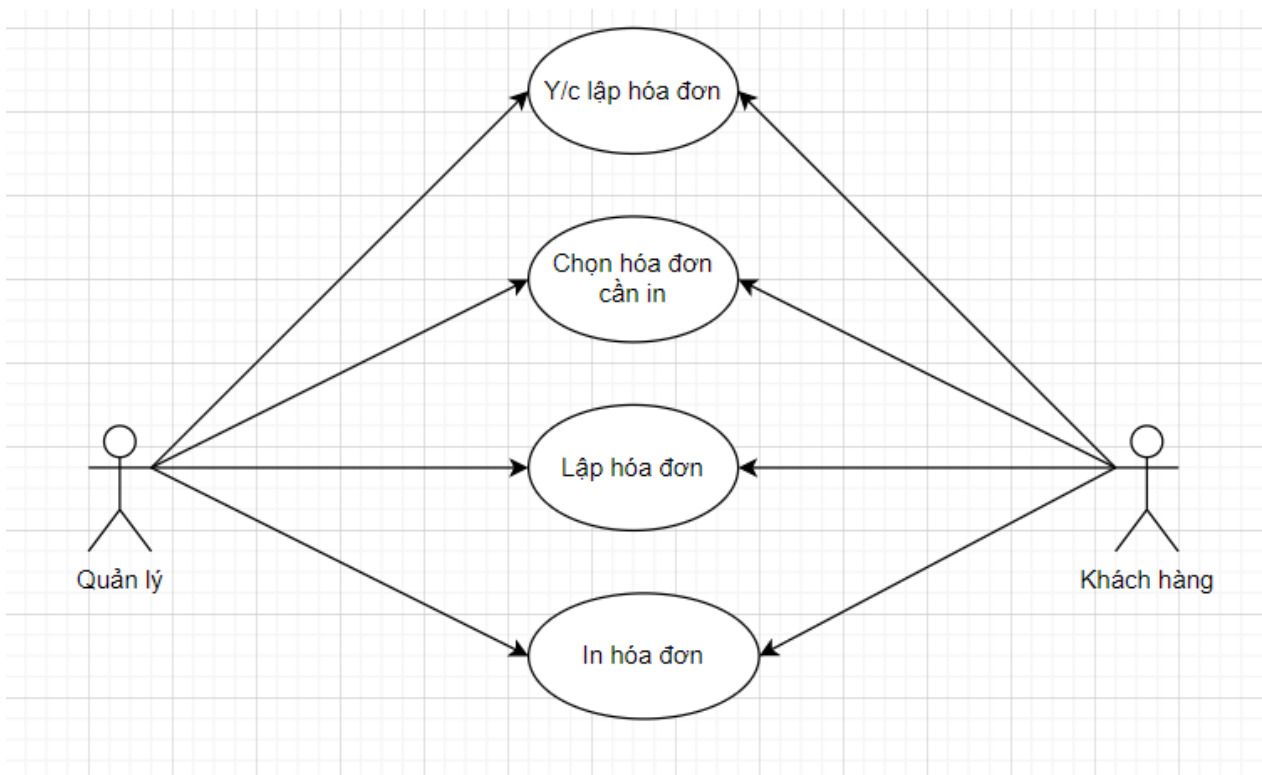 Y/c lập hóa đơn
Chọn hóa đơn
cần in
Lập hóa đơn
Quản lý
Khách hàng
In hóa đơn